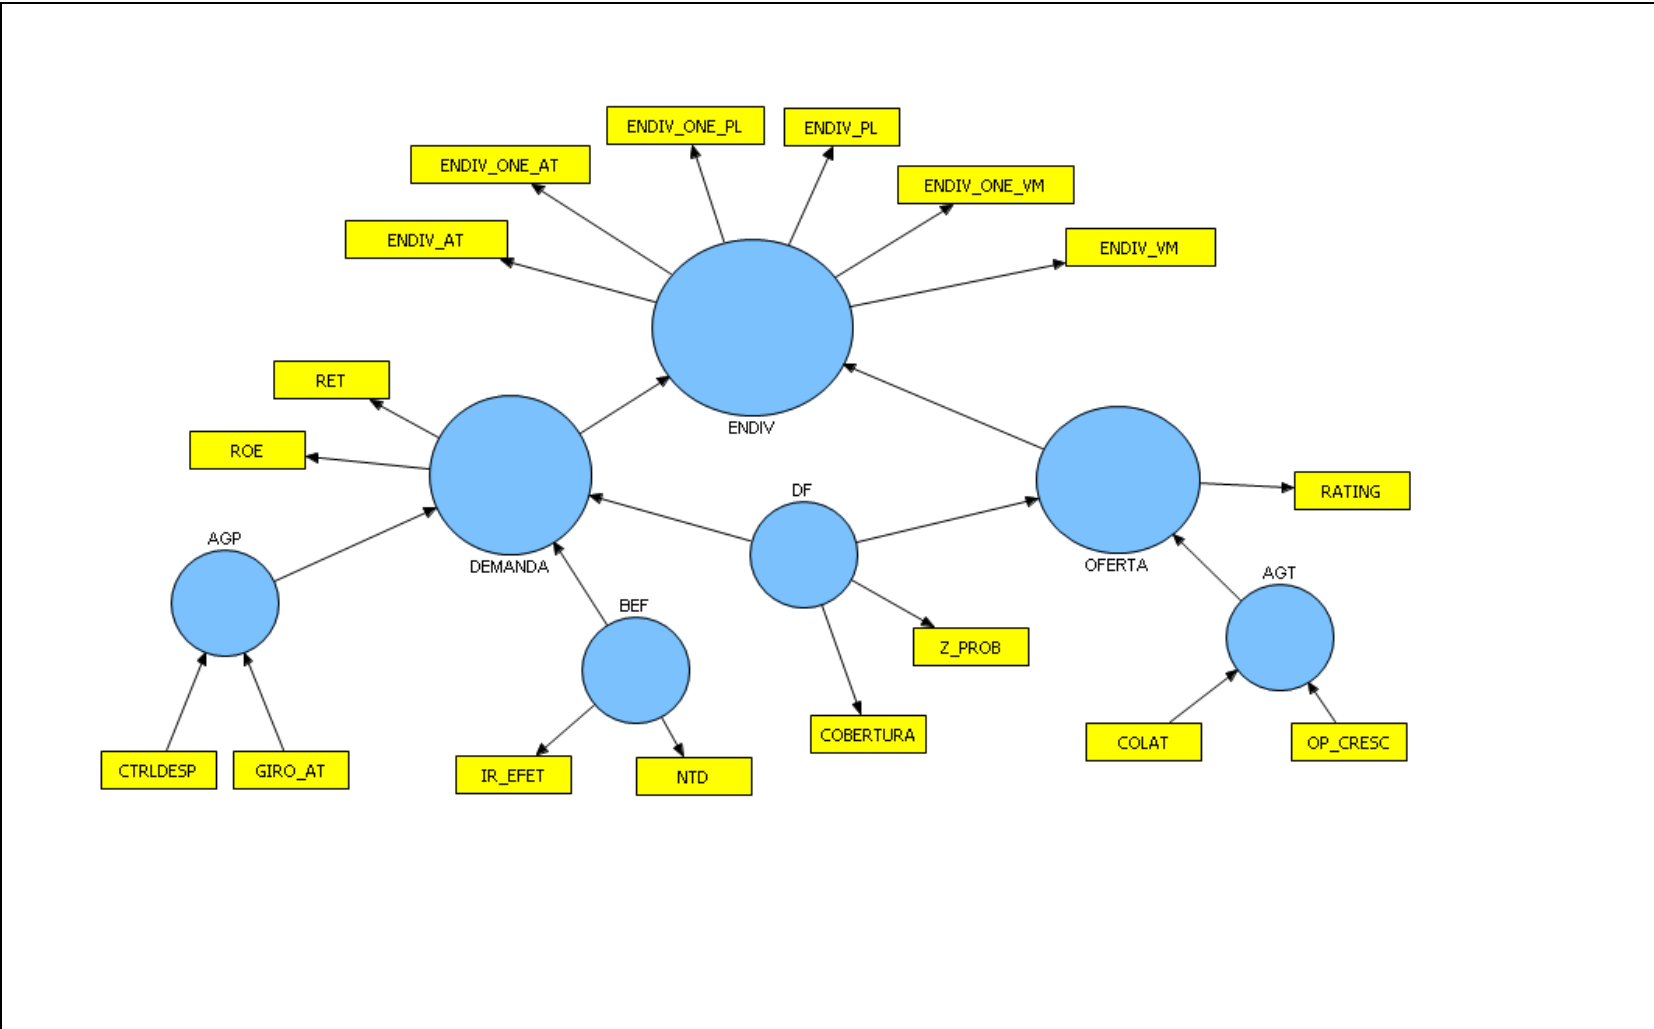 ENDIV_ONE_PL
ENDIV_PL
ENDIV_ONE_AT
ENDIV_ONE_VM
ENDIV_AT
ENDIV_VM
RET
ENDIV
ROE
DF
RATING
AGP
DEMANDA
OFERTA
AGT
BEF
Z_PROB
COBERTURA
COLAT
OP_CRESC
CTRLDESP
GIRO_AT
IR_EFET
NTD